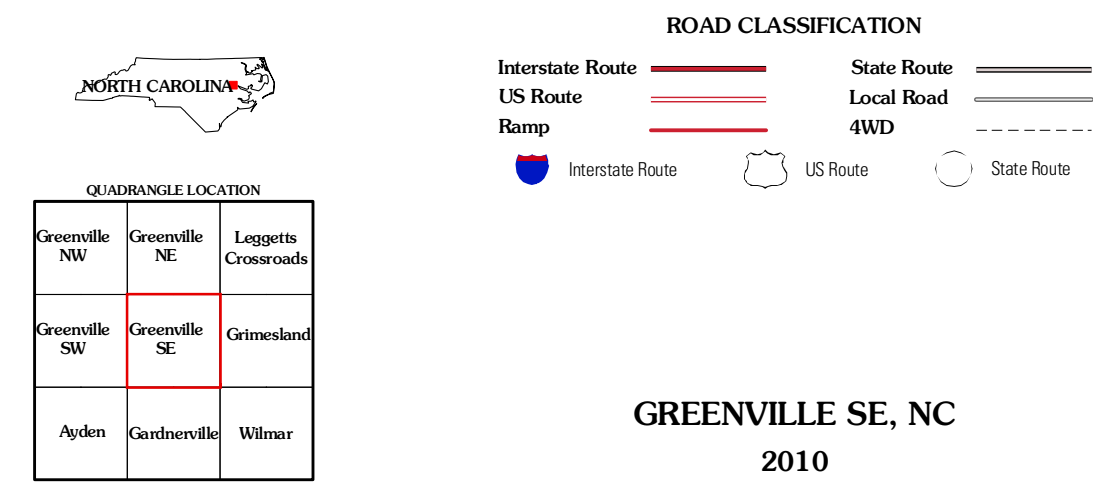 NORTH CAROLINA
QUADRANGLE LOCATION
Greenville
NW
Greenville
NE
Leggetts
Crossroads
Greenville
SW
Greenville
SE
Grimesland
Ayden
Gardnerville
Wilmar
ROAD CLASSIFICATION
Interstate Route
State Route
US Route
Local Road
Ramp
4WD
Interstate Route
US Route
State Route
GREENVILLE SE, NC
2010